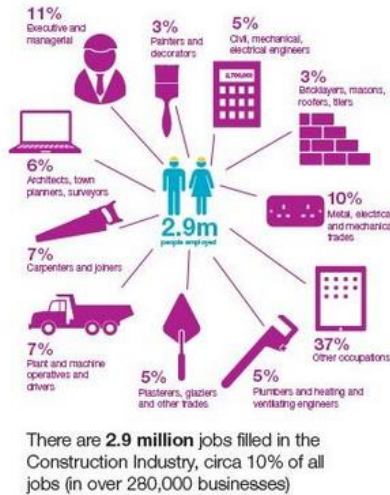 11%
Executive and
managerial
3%
Painters and
decorators
5%
Civil, mechanical,
electrical engineers
2,700,000
3%
Bricklayers, masons,
roofers, tilers
6%
Architects, town
planners, surveyors
2.9m
people employed
10%
Metal, electrical
and mechanical
trades
7%
Carpenters and joiners
7%
Plant and machine
operatives and
drivers
5%
Plasterers, glaziers
and other trades
5%
Plumbers and heating and
ventilating engineers
37%
Other occupations
There are 2.9 million jobs filled in the
Construction Industry, circa 10% of all
jobs (in over 280,000 businesses)